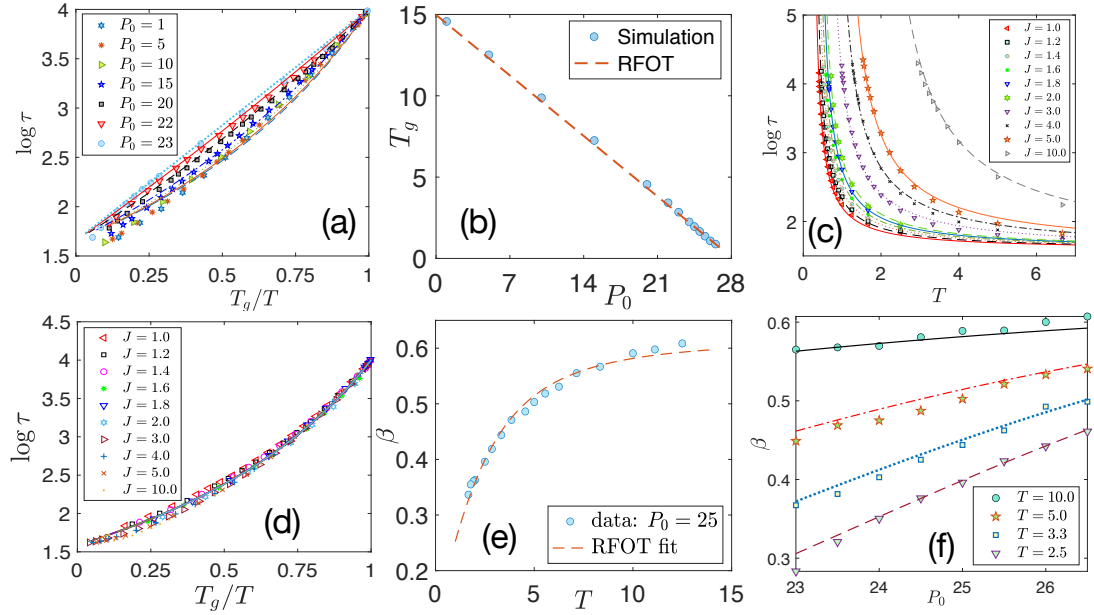 4
3.5
3
2.5
2
1.5
log τ
P₀ = 1
P₀ = 5
P₀ = 10
P₀ = 15
P₀ = 20
P₀ = 22
P₀ = 23
(a)
0 0.25 0.5 0.75 1
T_g/T
15
10
5
0
T_g
Simulation
RFOT
(b)
0 7 14 21 28
P₀
5
4
3
2
log τ
J = 1.0
J = 1.2
J = 1.4
J = 1.6
J = 1.8
J = 2.0
J = 3.0
J = 4.0
J = 5.0
J = 10.0
(c)
0 2 4 6
T
4.5
4
3.5
3
2.5
2
1.5
log τ
J = 1.0
J = 1.2
J = 1.4
J = 1.6
J = 1.8
J = 2.0
J = 3.0
J = 4.0
J = 5.0
J = 10.0
(d)
0 0.25 0.5 0.75 1
T_g/T
0.6
0.5
0.4
0.3
0.2
β
data: P₀ = 25
RFOT fit
(e)
0 5 10 15
T
0.6
0.5
0.4
0.3
β
T = 10.0
T = 5.0
T = 3.3
T = 2.5
(f)
23 24 25 26
P₀